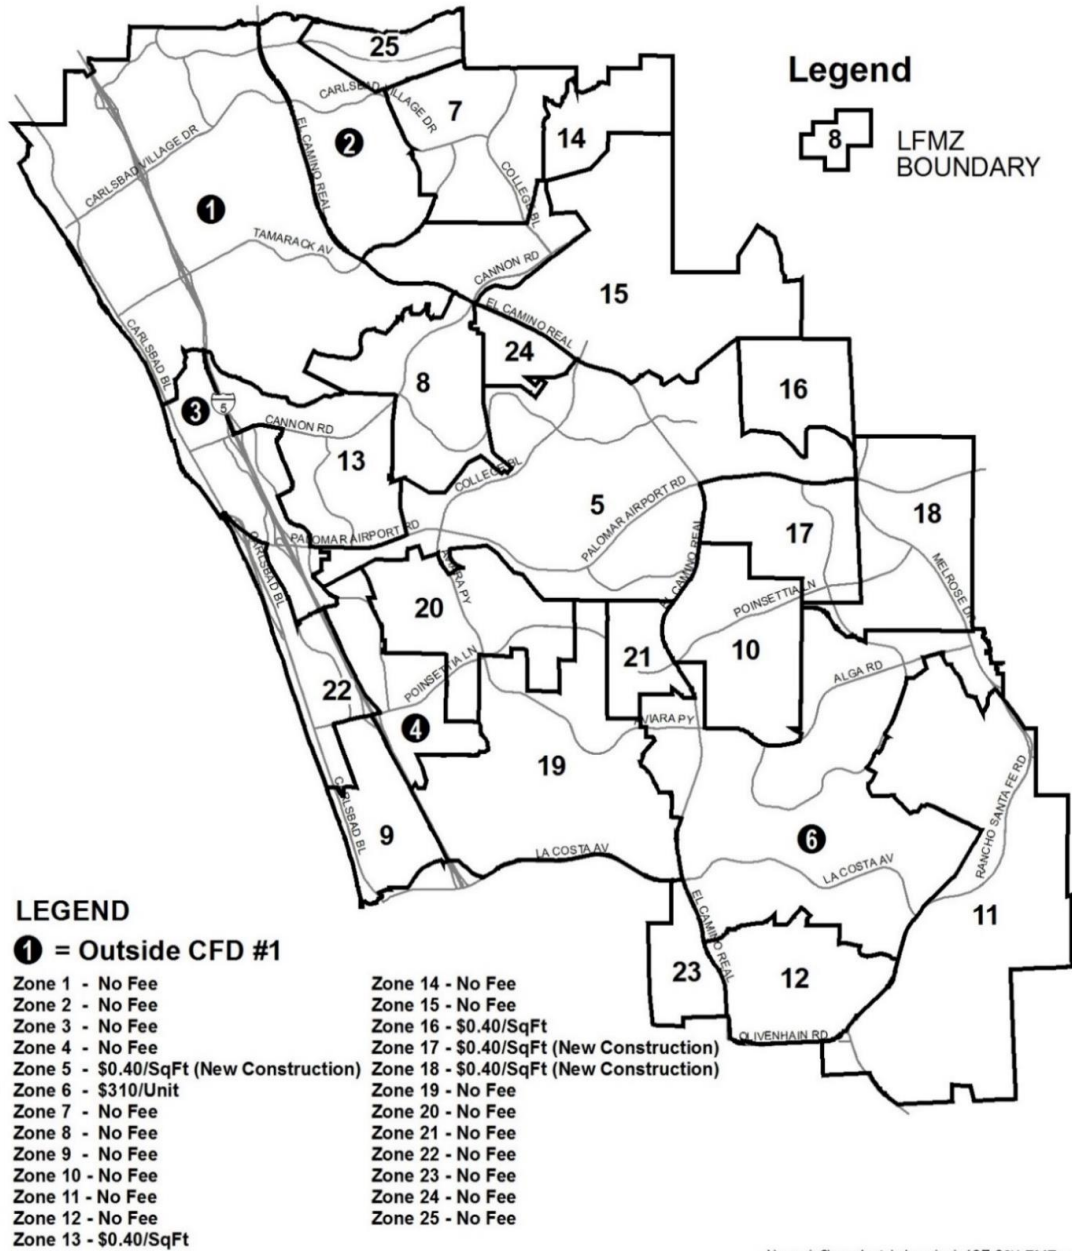 25
Legend
8
LFMZ
BOUNDARY
CARLSBAD VILLAGE DR
7
14
2
EL CAMINO REAL
CARLSBAD VILLAGE DR
COLLEGE BL
1
TAMARACK AV
CANNON RD
15
EL CAMINO REAL
CARLSBAD BL
24
8
16
3
5
CANNON RD
13
COLLEGE BL
5
PALOMAR AIRPORT RD
18
17
PALOMAR AIRPORT RD
EL CAMINO REAL
CARLSBAD BL
AVIARA PY
MELROSE DR
20
POINSETTIA LN
10
21
POINSETTIA LN
ALGA RD
22
4
AVIARA PY
19
RANCHO SANTA FE RD
CARLSBAD BL
9
6
LA COSTA AV
LA COSTA AV
EL CAMINO REAL
11
23
12
OLIVENHAIN RD
LEGEND
1 = Outside CFD #1
Zone 1 - No Fee
Zone 2 - No Fee
Zone 3 - No Fee
Zone 4 - No Fee
Zone 5 - $0.40/SqFt (New Construction)
Zone 6 - $310/Unit
Zone 7 - No Fee
Zone 8 - No Fee
Zone 9 - No Fee
Zone 10 - No Fee
Zone 11 - No Fee
Zone 12 - No Fee
Zone 13 - $0.40/SqFt
Zone 14 - No Fee
Zone 15 - No Fee
Zone 16 - $0.40/SqFt
Zone 17 - $0.40/SqFt (New Construction)
Zone 18 - $0.40/SqFt (New Construction)
Zone 19 - No Fee
Zone 20 - No Fee
Zone 21 - No Fee
Zone 22 - No Fee
Zone 23 - No Fee
Zone 24 - No Fee
Zone 25 - No Fee